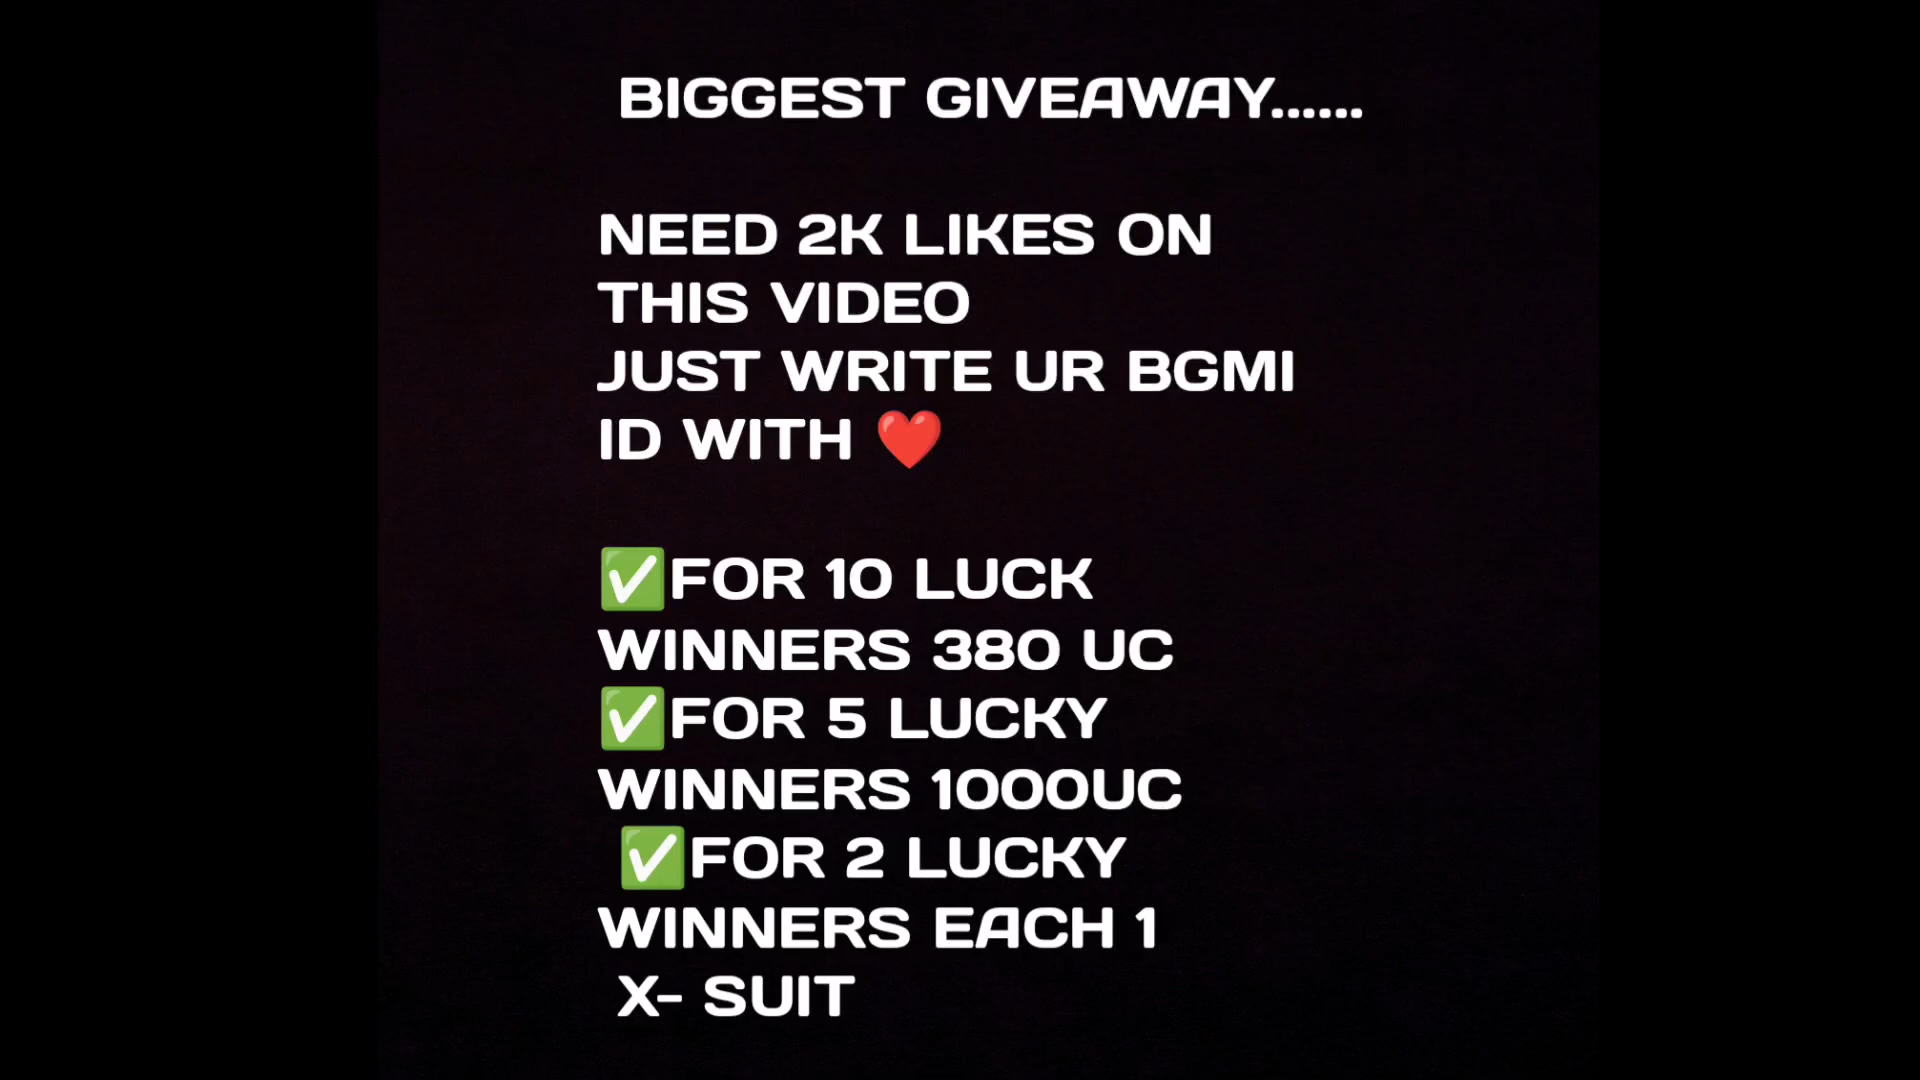 BIGGEST GIVEAWAY......
NEED 2K LIKES ON
THIS VIDEO
JUST WRITE UR BGMI
ID WITH ❤️
✅FOR 10 LUCK
WINNERS 380 UC
✅FOR 5 LUCKY
WINNERS 1000UC
✅FOR 2 LUCKY
WINNERS EACH 1
X- SUIT